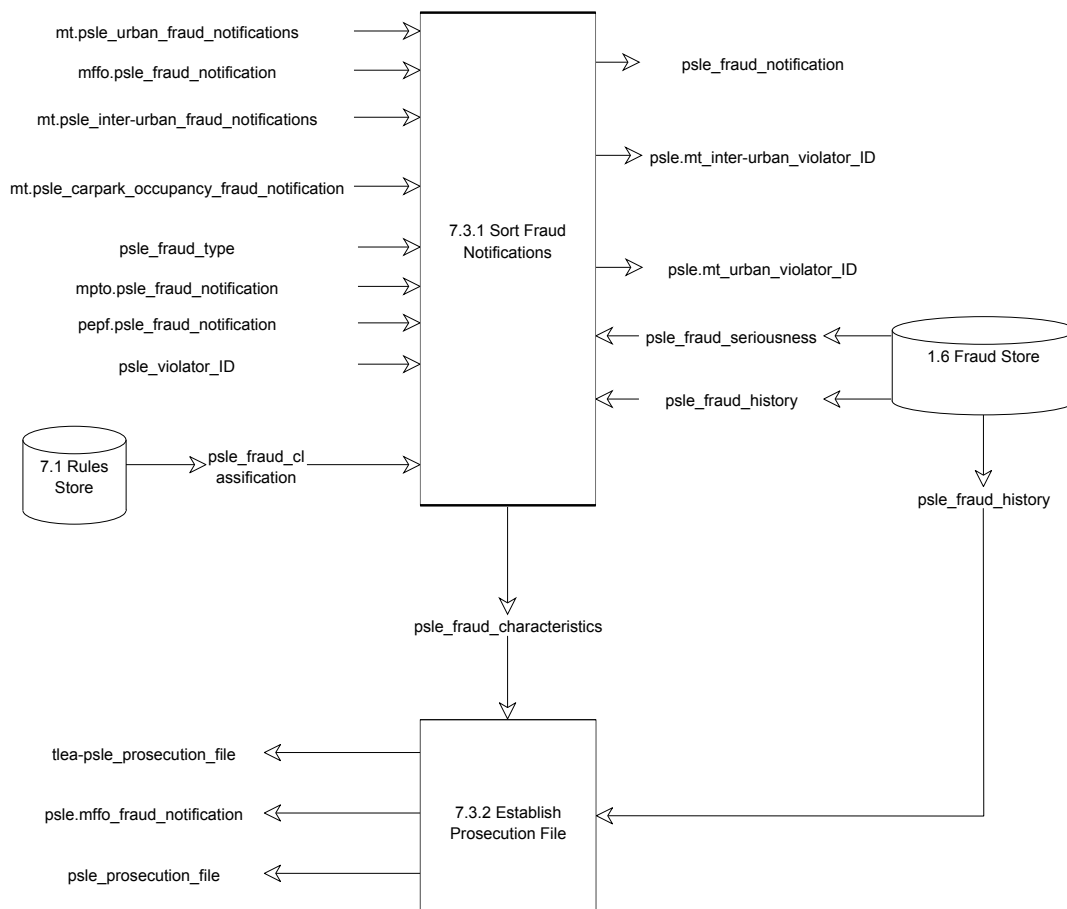 mt.psle_urban_fraud_notifications
mffo.psle_fraud_notification
mt.psle_inter-urban_fraud_notifications
mt.psle_carpark_occupancy_fraud_notification
psle_fraud_type
mpto.psle_fraud_notification
pepf.psle_fraud_notification
psle_violator_ID
7.1 Rules
Store
psle_fraud_cl
assification
7.3.1 Sort Fraud
Notifications
psle_fraud_notification
psle.mt_inter-urban_violator_ID
psle.mt_urban_violator_ID
psle_fraud_seriousness
psle_fraud_history
1.6 Fraud Store
psle_fraud_history
psle_fraud_characteristics
tlea-psle_prosecution_file
psle.mffo_fraud_notification
psle_prosecution_file
7.3.2 Establish
Prosecution File